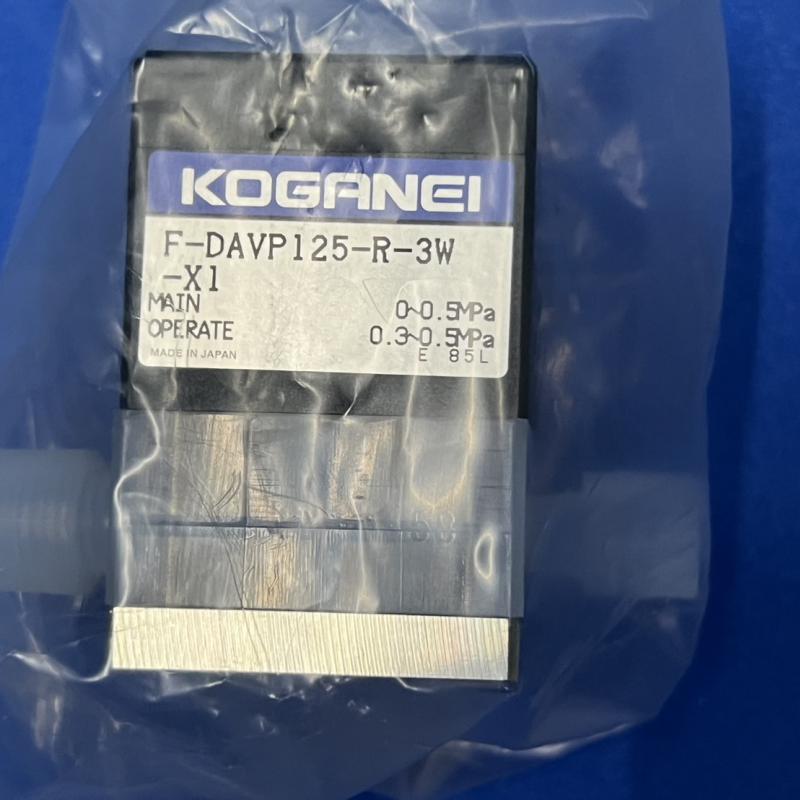 KOGANEI
F-DAVP125-R-3W
-X1
MAIN 0~0.5MPa
OPERATE 0.3~0.5MPa
MADE IN JAPAN E 85L